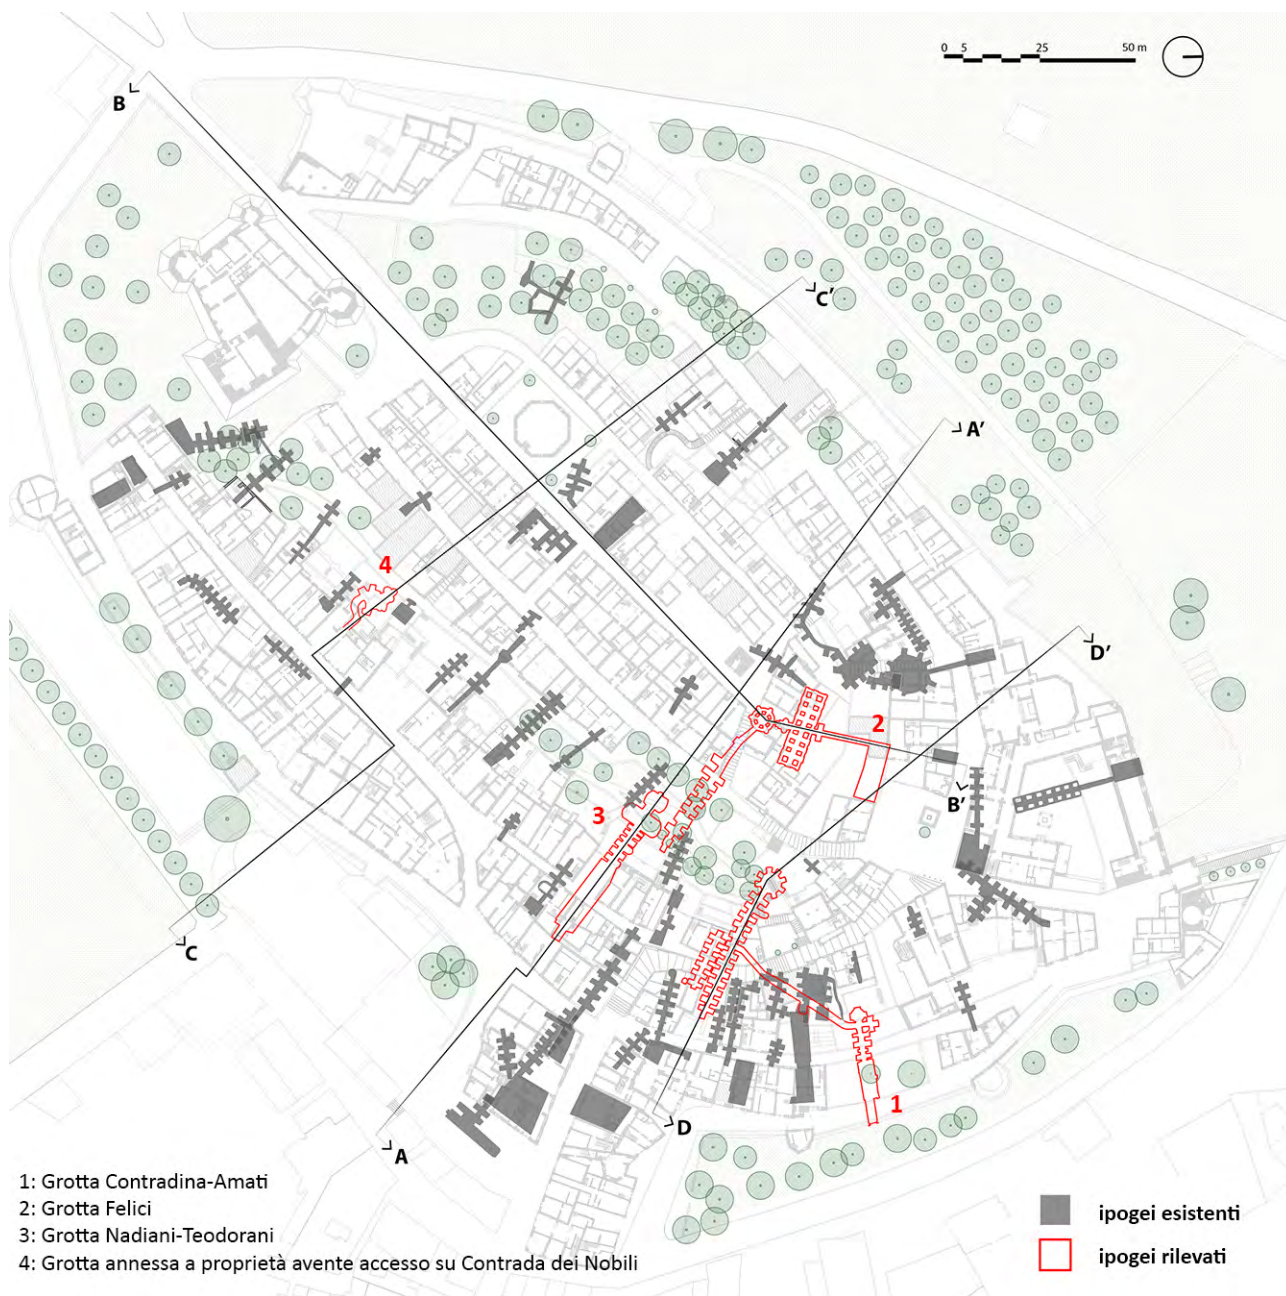 0 5 25 50 m
B
C'
A'
4
D'
2
B'
3
C
1
D
A
1: Grotta Contradina-Amati
2: Grotta Felici
3: Grotta Nadiani-Teodorani
4: Grotta annessa a proprietà avente accesso su Contrada dei Nobili
ipogei esistenti
ipogei rilevati